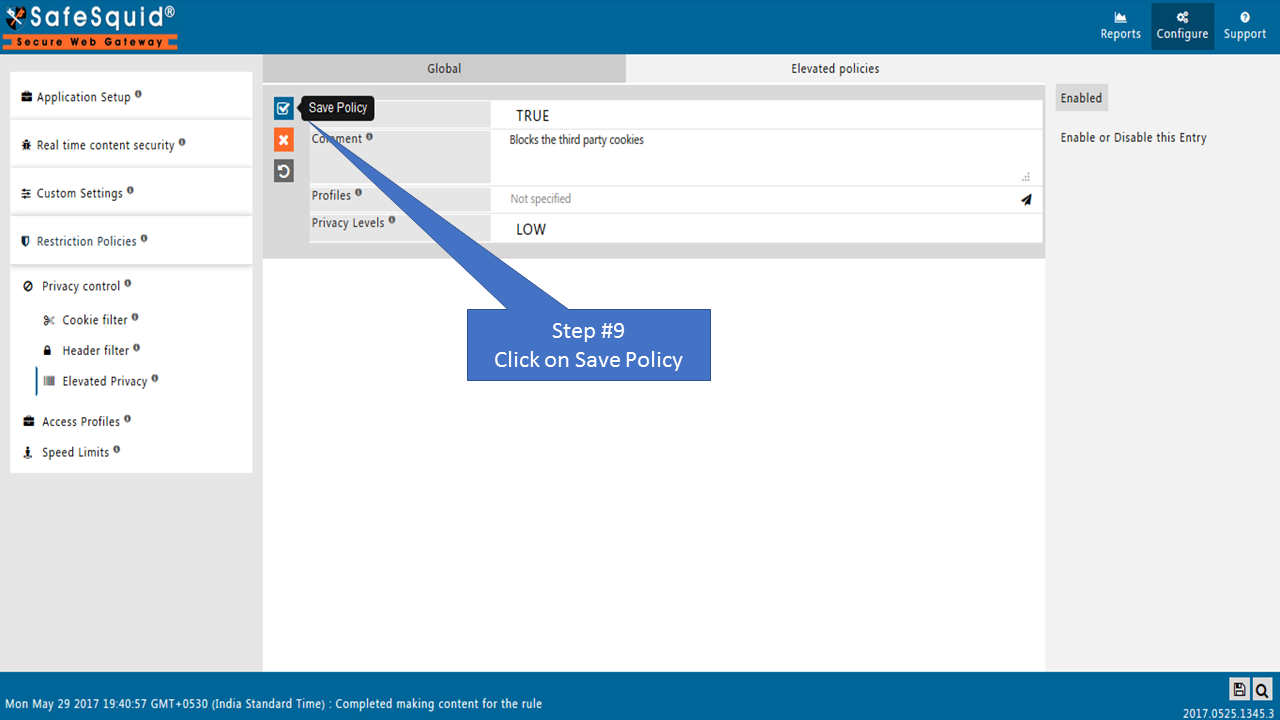 SafeSquid®
Secure Web Gateway
Reports
Configure
Support
Application Setup
Real time content security
Custom Settings
Restriction Policies
Privacy control
Cookie filter
Header filter
Elevated Privacy
Access Profiles
Speed Limits
Global
Elevated policies
Save Policy
TRUE
Comment
Blocks the third party cookies
Profiles
Not specified
Privacy Levels
LOW
Step #9
Click on Save Policy
Enabled
Enable or Disable this Entry
Mon May 29 2017 19:40:57 GMT+0530 (India Standard Time) : Completed making content for the rule
2017.0525.1345.3